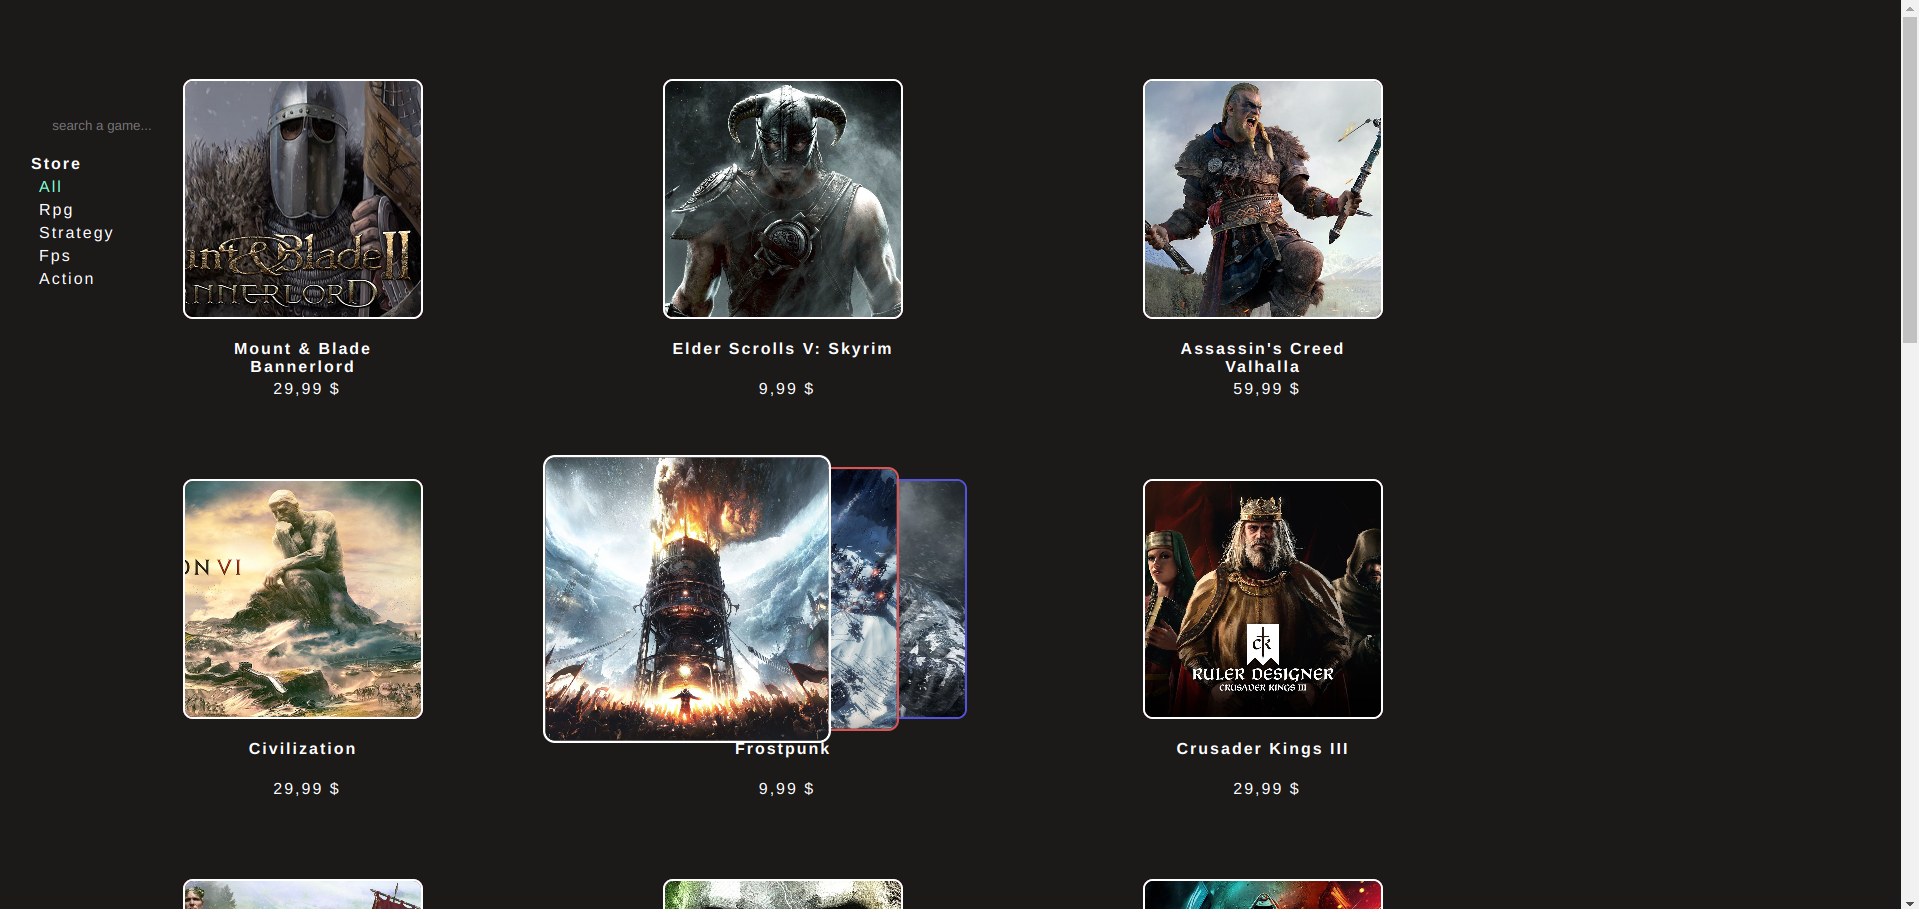 search a game...
Store
All
Rpg
Strategy
Fps
Action
unt & Blade II
NNERLORD
Mount & Blade
Bannerlord
29,99 $
Elder Scrolls V: Skyrim
9,99 $
Assassin's Creed
Valhalla
59,99 $
ON VI
Civilization
29,99 $
Frostpunk
9,99 $
ck
RULER DESIGNER
CRUSADER KINGS III
Crusader Kings III
29,99 $